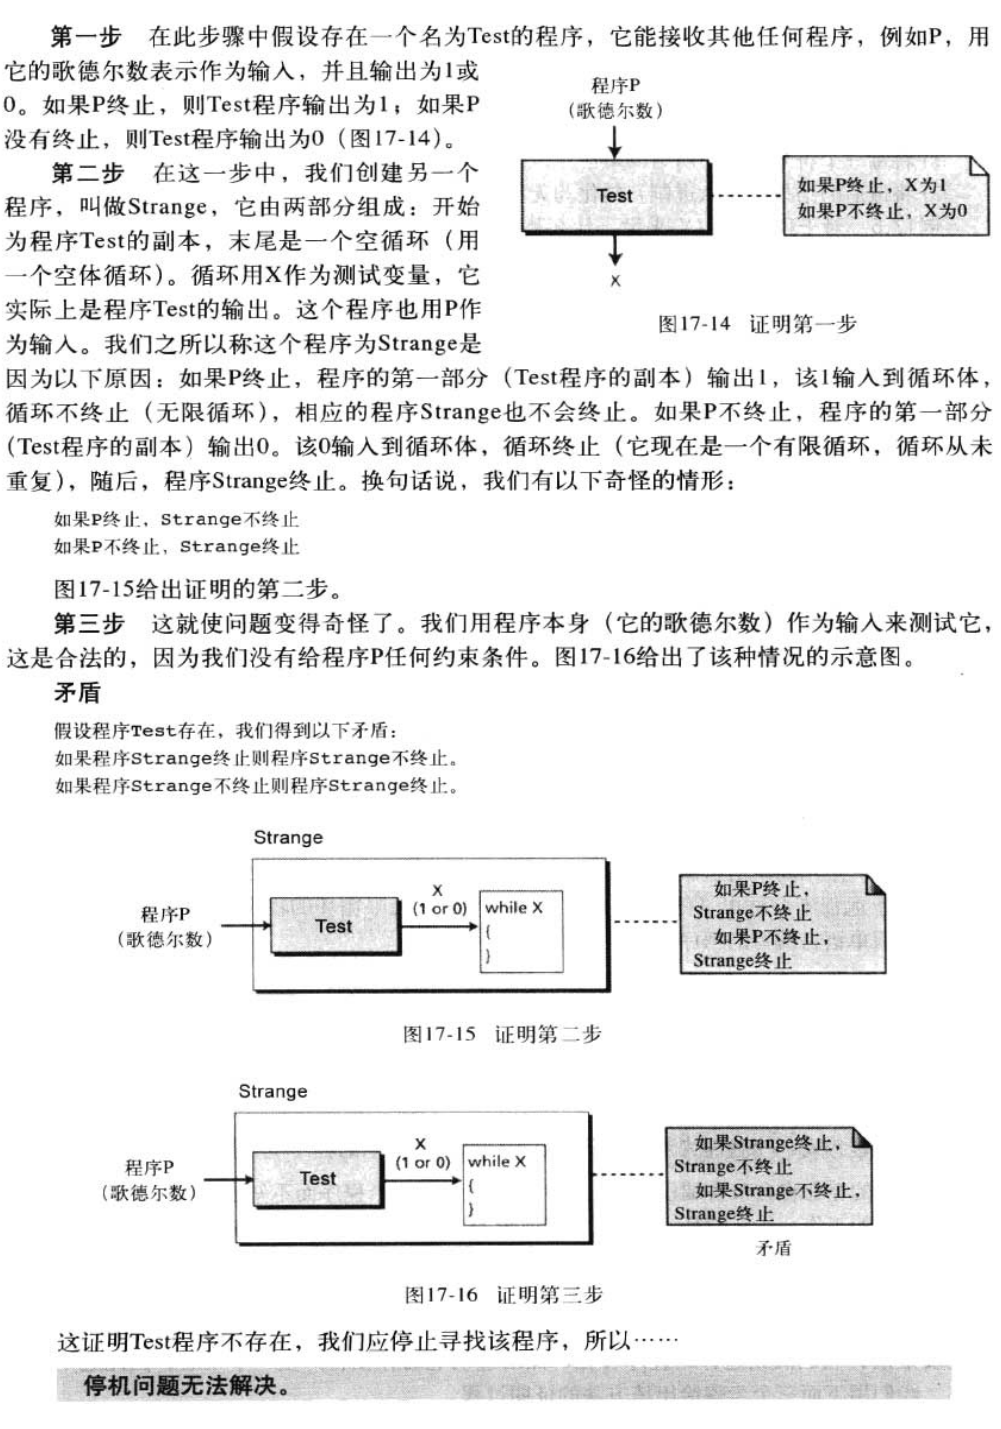 第一步 在此步骤中假设存在一个名为Test的程序，它能接收其他任何程序，例如P，用
它的歌德尔数表示作为输入，并且输出为1或
0。如果P终止，则Test程序输出为1；如果P
没有终止，则Test程序输出为0（图17-14）。
第二步 在这一步中，我们创建另一个
程序，叫做Strange，它由两部分组成：开始
为程序Test的副本，末尾是一个空循环（用
一个空体循环）。循环用X作为测试变量，它
实际上是程序Test的输出。这个程序也用P作
为输入。我们之所以称这个程序为Strange是
程序P
（歌德尔数）
Test
X
如果P终止，X为1
如果P不终止，X为0
图17-14 证明第一步
因为以下原因：如果P终止，程序的第一部分（Test程序的副本）输出1，该1输入到循环体，
循环不终止（无限循环），相应的程序Strange也不会终止。如果P不终止，程序的第一部分
（Test程序的副本）输出0。该0输入到循环体，循环终止（它现在是一个有限循环，循环从未
重复），随后，程序Strange终止。换句话说，我们有以下奇怪的情形：
如果P终止，Strange不终止
如果P不终止，Strange终止
图17-15给出证明的第二步。
第三步 这就使问题变得奇怪了。我们用程序本身（它的歌德尔数）作为输入来测试它，
这是合法的，因为我们没有给程序P任何约束条件。图17-16给出了该种情况的示意图。
矛盾
假设程序Test存在，我们得到以下矛盾：
如果程序Strange终止则程序Strange不终止。
如果程序Strange不终止则程序Strange终止。
Strange
程序P
（歌德尔数）
Test
X
(1 or 0)
while X
{
}
如果P终止，
Strange不终止
如果P不终止，
Strange终止
图17-15 证明第二步
Strange
程序P
（歌德尔数）
Test
X
(1 or 0)
while X
{
}
如果Strange终止，
Strange不终止
如果Strange不终止，
Strange终止
矛盾
图17-16 证明第三步
这证明Test程序不存在，我们应停止寻找该程序，所以……
停机问题无法解决。